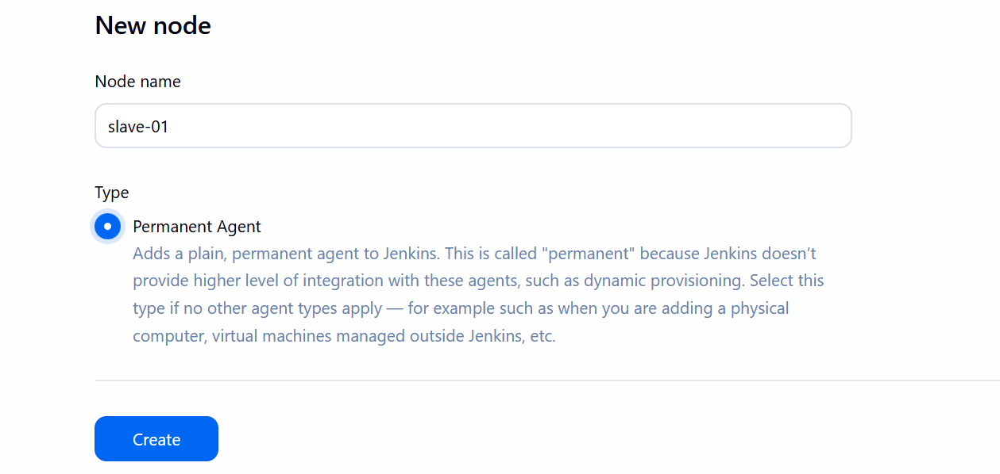 New node
Node name
slave-01
Type
Permanent Agent
Adds a plain, permanent agent to Jenkins. This is called "permanent" because Jenkins doesn’t
provide higher level of integration with these agents, such as dynamic provisioning. Select this
type if no other agent types apply — for example such as when you are adding a physical
computer, virtual machines managed outside Jenkins, etc.
Create